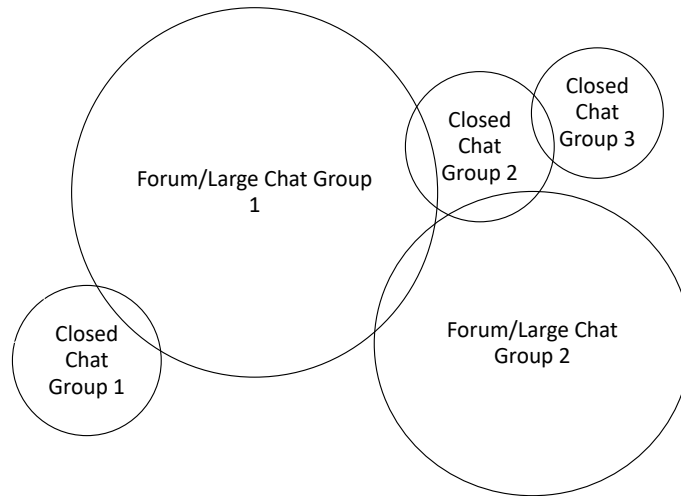 Forum/Large Chat Group
1
Closed
Chat
Group 2
Closed
Chat
Group 3
Closed
Chat
Group 1
Forum/Large Chat
Group 2